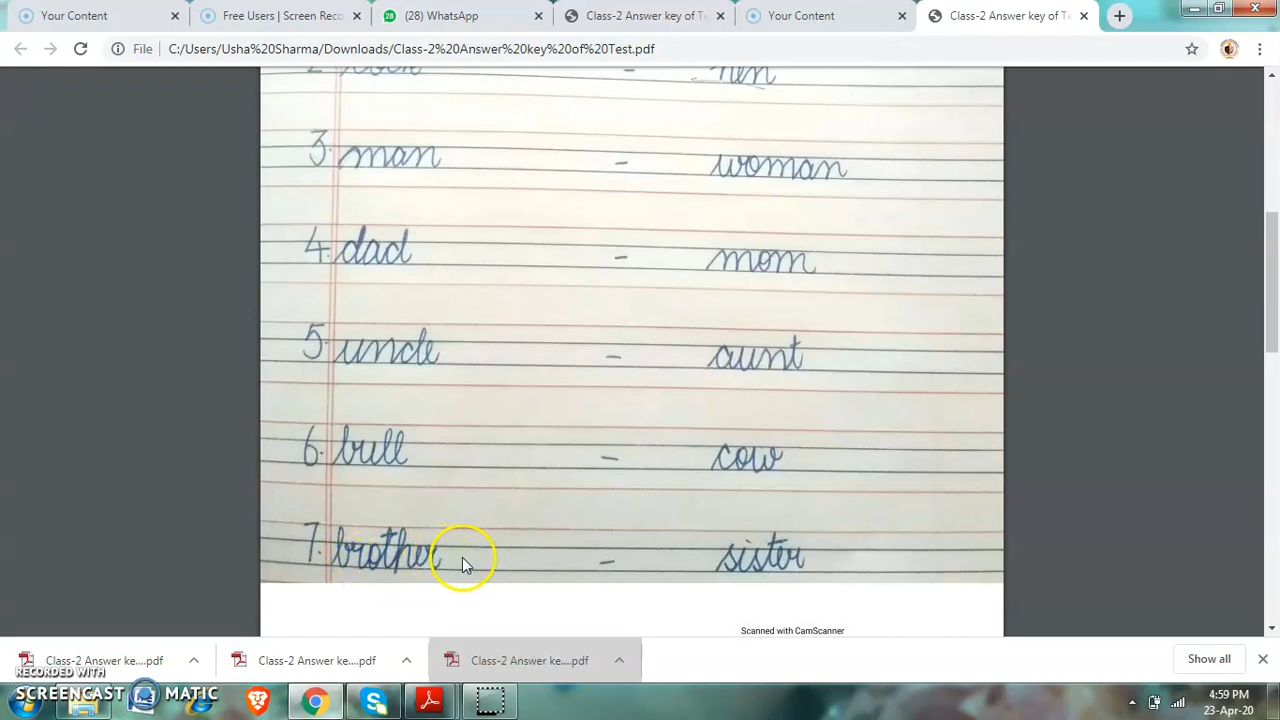 Your Content
Free Users | Screen Rec
(28) WhatsApp
Class-2 Answer key of T
Your Content
Class-2 Answer key of Te
File
C:/Users/Usha%20Sharma/Downloads/Class-2%20Answer%20key%20of%20Test.pdf
- hen
3. man - woman
4. dad - mom
5. uncle - aunt
6. bull - cow
7. brother - sister
Scanned with CamScanner
Class-2 Answer ke....pdf
Class-2 Answer ke....pdf
Class-2 Answer ke....pdf
Show all
RECORDED WITH
SCREENCAST MATIC
4:59 PM
23-Apr-20